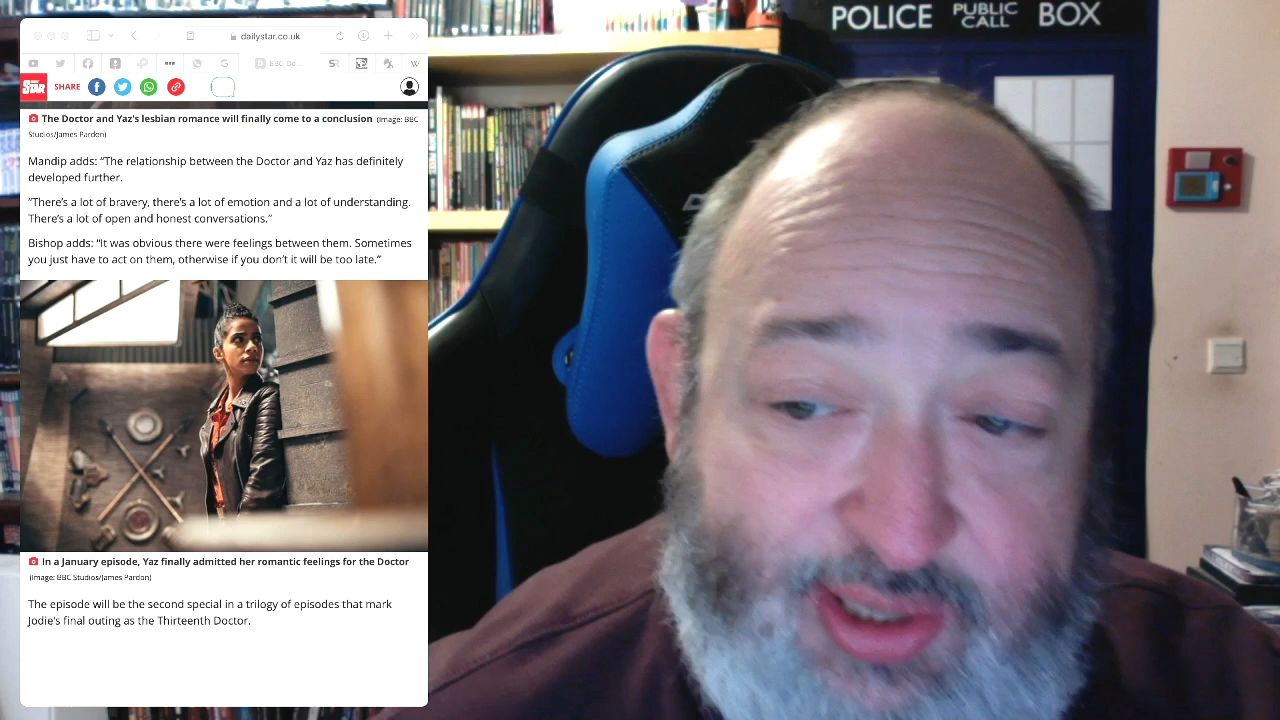 dailystar.co.uk
BBC Do...
STAR
SHARE
The Doctor and Yaz's lesbian romance will finally come to a conclusion (Image: BBC
Studios/James Pardon)
Mandip adds: “The relationship between the Doctor and Yaz has definitely
developed further.
“There’s a lot of bravery, there’s a lot of emotion and a lot of understanding.
There’s a lot of open and honest conversations.”
Bishop adds: “It was obvious there were feelings between them. Sometimes
you just have to act on them, otherwise if you don’t it will be too late.”
In a January episode, Yaz finally admitted her romantic feelings for the Doctor
(Image: BBC Studios/James Pardon)
The episode will be the second special in a trilogy of episodes that mark
Jodie's final outing as the Thirteenth Doctor.
POLICE PUBLIC CALL BOX